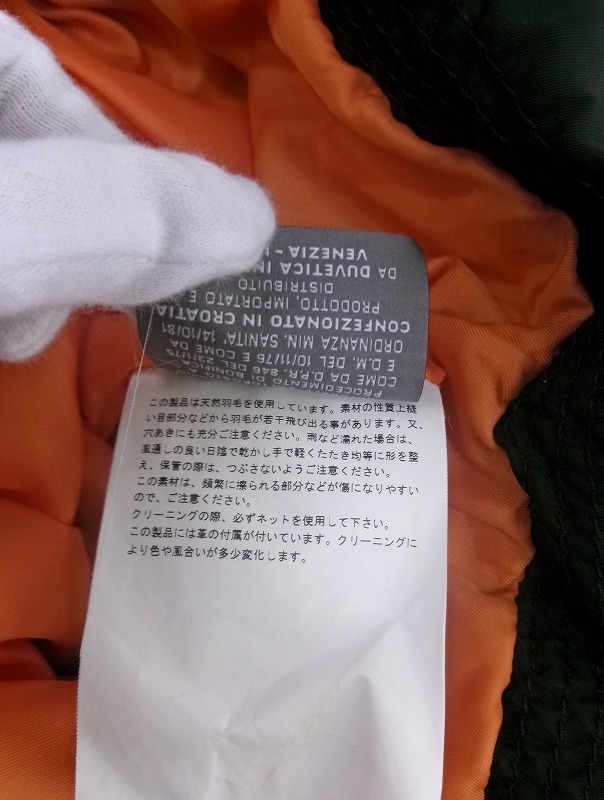 PROCEDIMENTO DI BONIFICA
COME DA D.P.R. 845 DEL 23/1/75
E D.M. DEL 10/11/76 E COME DA
ORDINANZA MIN. SANITA', 14/10/81
CONFEZIONATO IN CROATIA
PRODOTTO, IMPORTATO E
DISTRIBUITO
DA DUVETICA
VENEZIA -
この製品は天然羽毛を使用しています。素材の性質上縫
い目部分などから羽毛が若干飛び出る事があります。又、
穴あきにも充分ご注意ください。雨など濡れた場合は、
風通しの良い日陰で乾かし手で軽くたたき均等に形を整
え、保管の際は、つぶさないようご注意ください。
この素材は、頻繁に擦られる部分などが傷になりやすい
ので、ご注意ください。
クリーニングの際、必ずネットを使用して下さい。
この製品には革の付属が付いています。クリーニングに
より色や風合いが多少変化します。